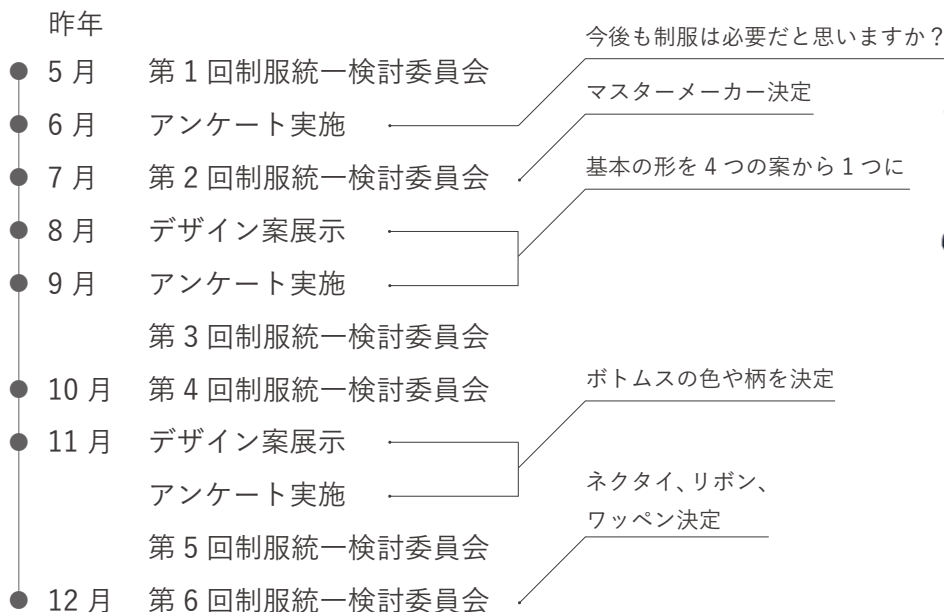 昨年
5月 第1回制服統一検討委員会
6月 アンケート実施
今後も制服は必要だと思いますか?
7月 第2回制服統一検討委員会
マスターメーカー決定
8月 デザイン案展示
9月 アンケート実施
基本の形を4つの案から1つに
第3回制服統一検討委員会
10月 第4回制服統一検討委員会
11月 デザイン案展示
アンケート実施
ボトムスの色や柄を決定
第5回制服統一検討委員会
12月 第6回制服統一検討委員会
ネクタイ、リボン、
ワッペン決定